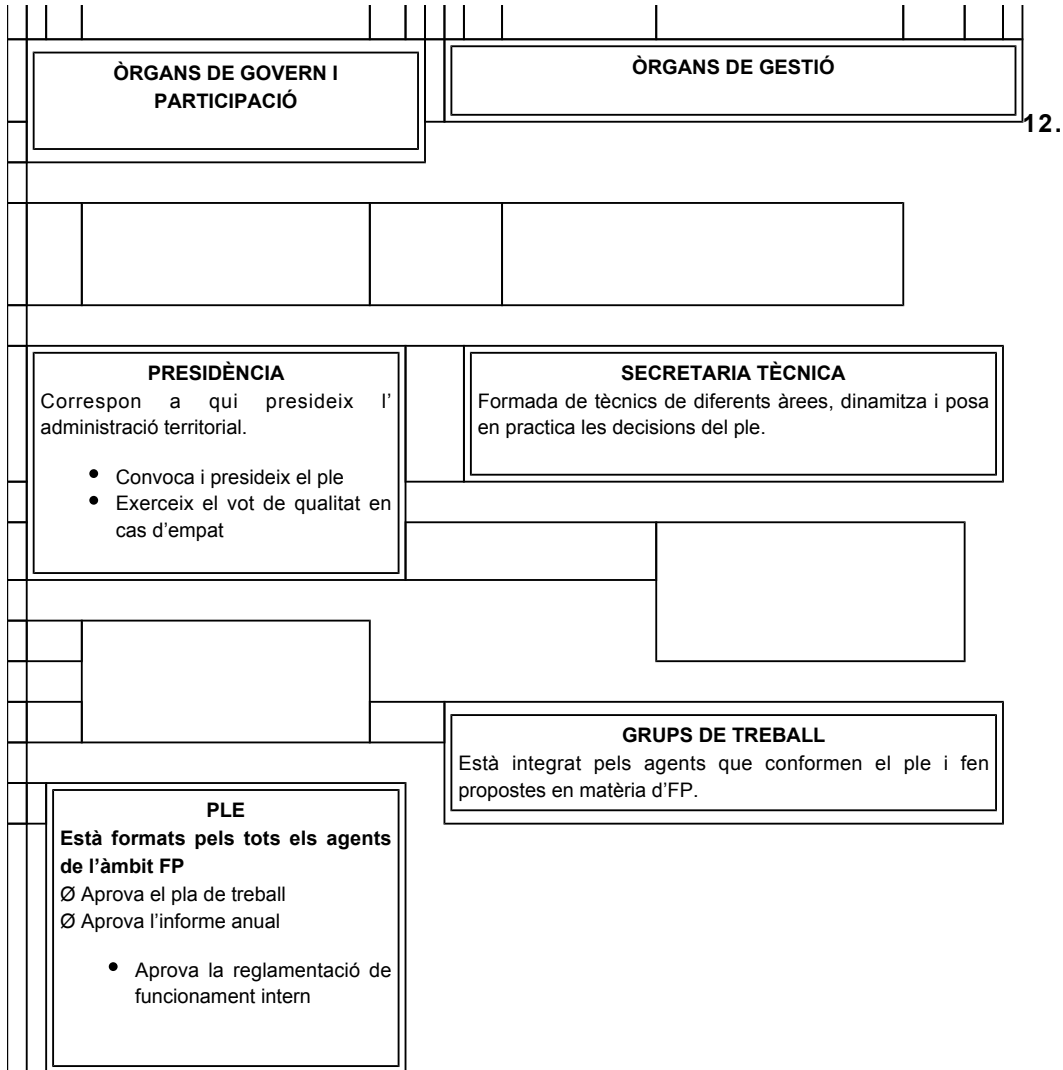 ÒRGANS DE GOVERN I
PARTICIPACIÓ
ÒRGANS DE GESTIÓ
12.
PRESIDÈNCIA
Correspon a qui presideix l’
administració territorial.
• Convoca i presideix el ple
• Exerceix el vot de qualitat en
cas d’empat
SECRETARIA TÈCNICA
Formada de tècnics de diferents àrees, dinamitza i posa
en practica les decisions del ple.
GRUPS DE TREBALL
Està integrat pels agents que conformen el ple i fen
propostes en matèria d’FP.
PLE
Està formats pels tots els agents
de l’àmbit FP
Ø Aprova el pla de treball
Ø Aprova l’informe anual
• Aprova la reglamentació de
funcionament intern